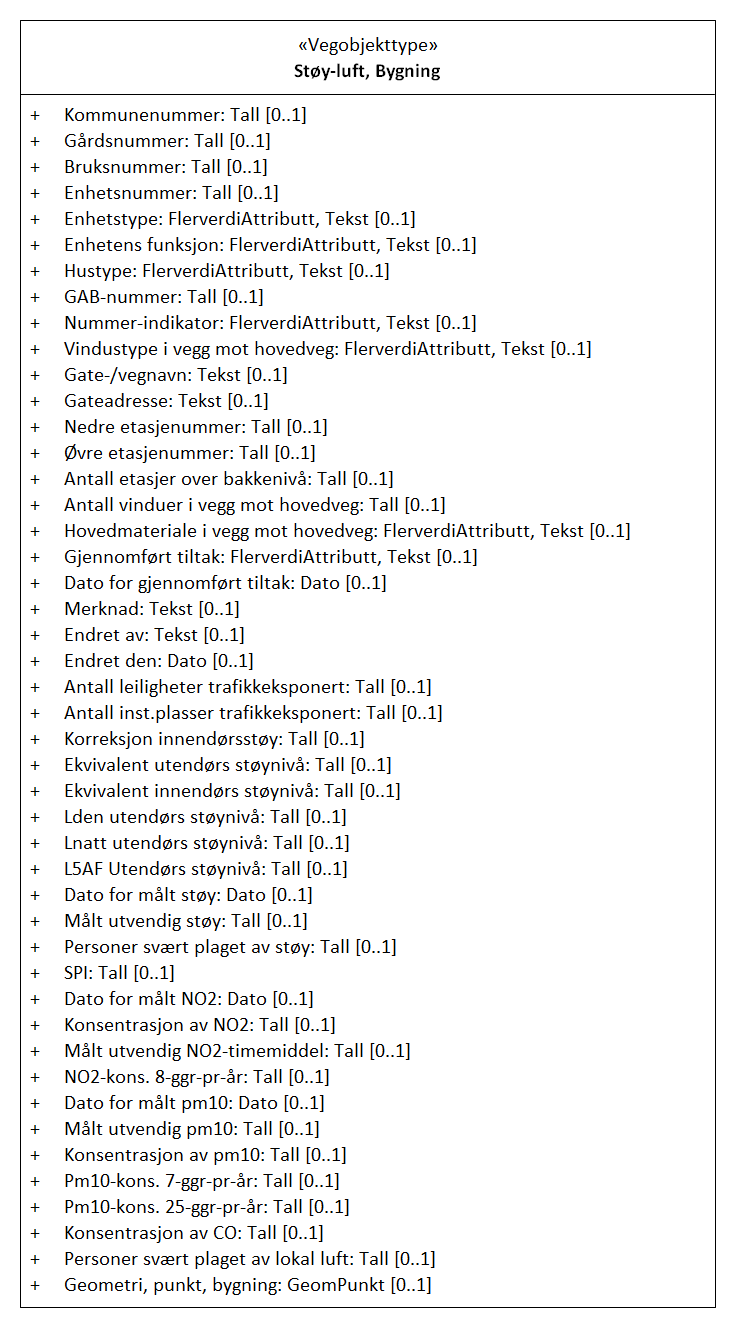 «Vegobjekttype»
Støy-luft, Bygning
+ Kommunenummer: Tall [0..1]
+ Gårdsnummer: Tall [0..1]
+ Bruksnummer: Tall [0..1]
+ Enhetsnummer: Tall [0..1]
+ Enhetstype: FlerverdiAttributt, Tekst [0..1]
+ Enhetens funksjon: FlerverdiAttributt, Tekst [0..1]
+ Hustype: FlerverdiAttributt, Tekst [0..1]
+ GAB-nummer: Tall [0..1]
+ Nummer-indikator: FlerverdiAttributt, Tekst [0..1]
+ Vindustype i vegg mot hovedveg: FlerverdiAttributt, Tekst [0..1]
+ Gate-/vegnavn: Tekst [0..1]
+ Gateadresse: Tekst [0..1]
+ Nedre etasjenummer: Tall [0..1]
+ Øvre etasjenummer: Tall [0..1]
+ Antall etasjer over bakkenivå: Tall [0..1]
+ Antall vinduer i vegg mot hovedveg: Tall [0..1]
+ Hovedmateriale i vegg mot hovedveg: FlerverdiAttributt, Tekst [0..1]
+ Gjennomført tiltak: FlerverdiAttributt, Tekst [0..1]
+ Dato for gjennomført tiltak: Dato [0..1]
+ Merknad: Tekst [0..1]
+ Endret av: Tekst [0..1]
+ Endret den: Dato [0..1]
+ Antall leiligheter trafikkeksponert: Tall [0..1]
+ Antall inst.plasser trafikkeksponert: Tall [0..1]
+ Korreksjon innendørsstøy: Tall [0..1]
+ Ekvivalent utendørs støynivå: Tall [0..1]
+ Ekvivalent innendørs støynivå: Tall [0..1]
+ Lden utendørs støynivå: Tall [0..1]
+ Lnatt utendørs støynivå: Tall [0..1]
+ L5AF Utendørs støynivå: Tall [0..1]
+ Dato for målt støy: Dato [0..1]
+ Målt utvendig støy: Tall [0..1]
+ Personer svært plaget av støy: Tall [0..1]
+ SPI: Tall [0..1]
+ Dato for målt NO2: Dato [0..1]
+ Konsentrasjon av NO2: Tall [0..1]
+ Målt utvendig NO2-timemiddel: Tall [0..1]
+ NO2-kons. 8-ggr-pr-år: Tall [0..1]
+ Dato for målt pm10: Dato [0..1]
+ Målt utvendig pm10: Tall [0..1]
+ Konsentrasjon av pm10: Tall [0..1]
+ Pm10-kons. 7-ggr-pr-år: Tall [0..1]
+ Pm10-kons. 25-ggr-pr-år: Tall [0..1]
+ Konsentrasjon av CO: Tall [0..1]
+ Personer svært plaget av lokal luft: Tall [0..1]
+ Geometri, punkt, bygning: GeomPunkt [0..1]